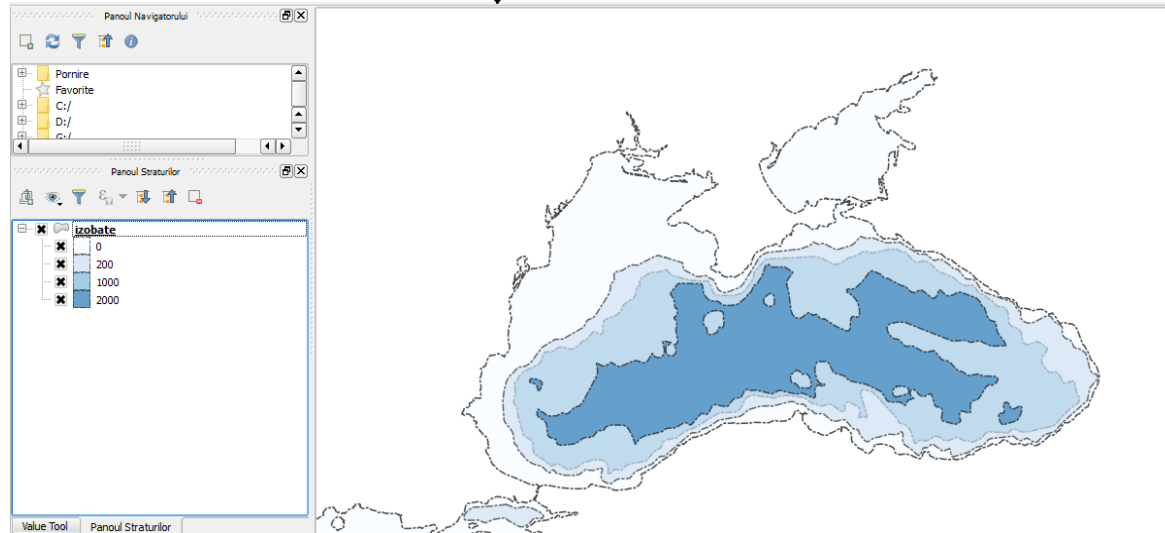 Panoul Navigatorului
Pornire
Favorite
C:/
D:/
G:/
Panoul Straturilor
izobate
0
200
1000
2000
Value Tool
Panoul Straturilor